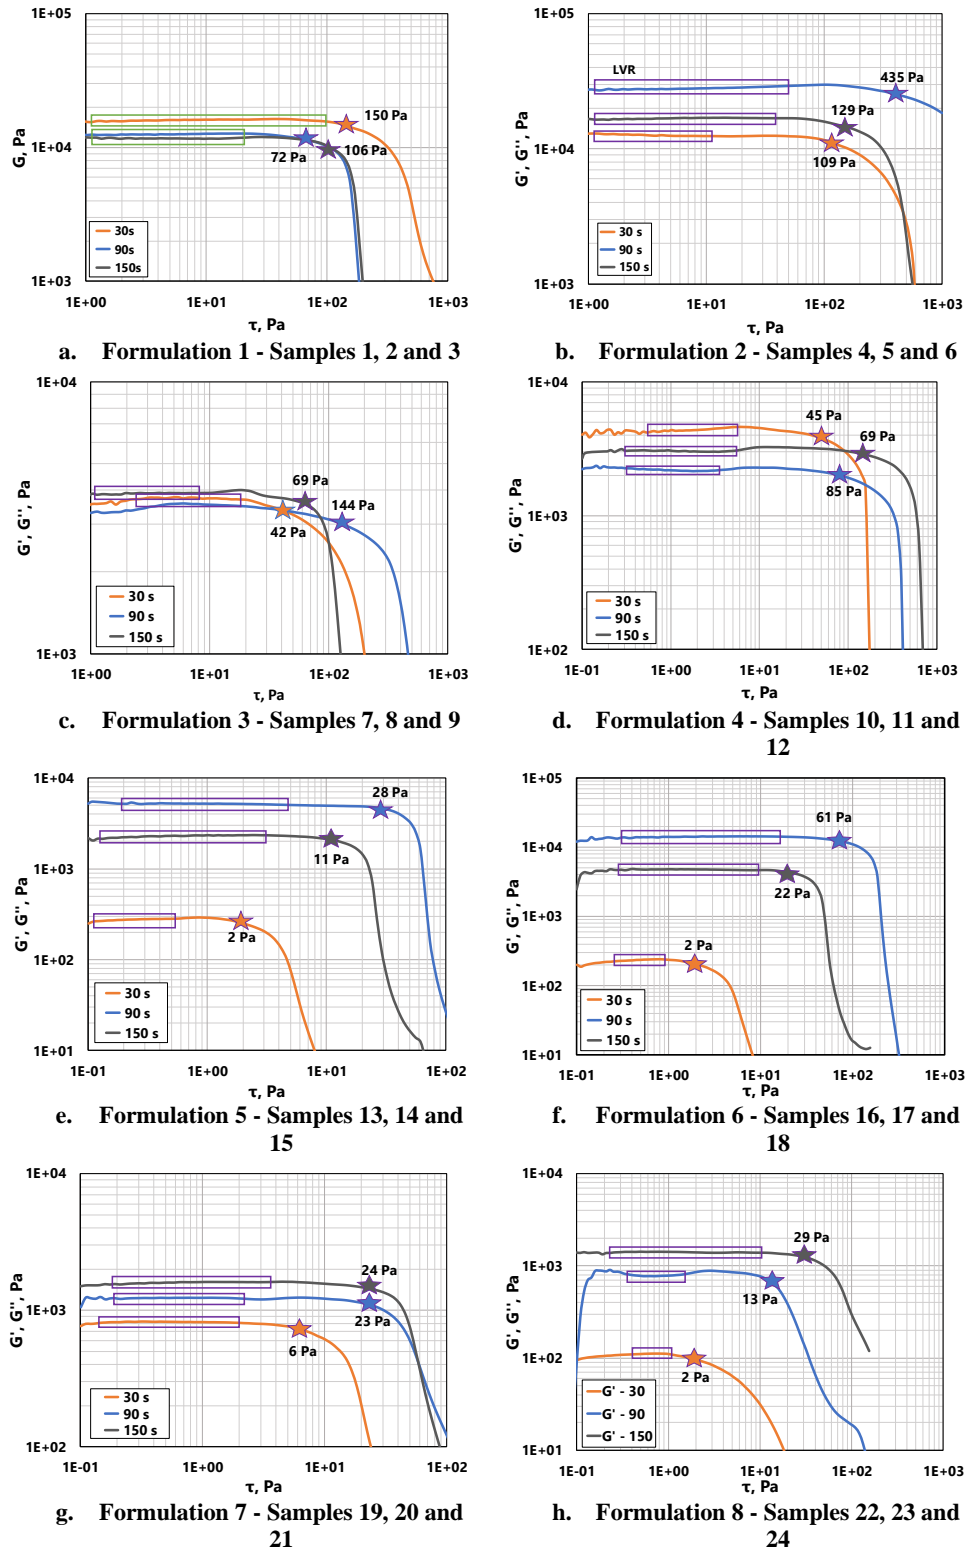 1E+05
1E+04
1E+03
G, Pa
150 Pa
72 Pa
106 Pa
30s
90s
150s
1E+00 1E+01 1E+02 1E+03
τ, Pa
a. Formulation 1 - Samples 1, 2 and 3
1E+05
1E+04
1E+03
G', G'', Pa
LVR
435 Pa
129 Pa
109 Pa
30 s
90 s
150 s
1E+00 1E+01 1E+02 1E+03
τ, Pa
b. Formulation 2 - Samples 4, 5 and 6
1E+04
1E+03
G', G'', Pa
69 Pa
144 Pa
42 Pa
30 s
90 s
150 s
1E+00 1E+01 1E+02 1E+03
τ, Pa
c. Formulation 3 - Samples 7, 8 and 9
1E+04
1E+03
1E+02
G', G'', Pa
45 Pa
69 Pa
85 Pa
30 s
90 s
150 s
1E-01 1E+00 1E+01 1E+02 1E+03
τ, Pa
d. Formulation 4 - Samples 10, 11 and
12
1E+04
1E+03
1E+02
1E+01
G', G'', Pa
28 Pa
11 Pa
2 Pa
30 s
90 s
150 s
1E-01 1E+00 1E+01 1E+02
τ, Pa
e. Formulation 5 - Samples 13, 14 and
15
1E+05
1E+04
1E+03
1E+02
1E+01
G', G'', Pa
61 Pa
22 Pa
2 Pa
30 s
90 s
150 s
1E-01 1E+00 1E+01 1E+02 1E+03
τ, Pa
f. Formulation 6 - Samples 16, 17 and
18
1E+04
1E+03
1E+02
G', G'', Pa
24 Pa
23 Pa
6 Pa
30 s
90 s
150 s
1E-01 1E+00 1E+01 1E+02
τ, Pa
g. Formulation 7 - Samples 19, 20 and
21
1E+04
1E+03
1E+02
1E+01
G', G'', Pa
29 Pa
13 Pa
2 Pa
G' - 30
G' - 90
G' - 150
1E-01 1E+00 1E+01 1E+02 1E+03
τ, Pa
h. Formulation 8 - Samples 22, 23 and
24